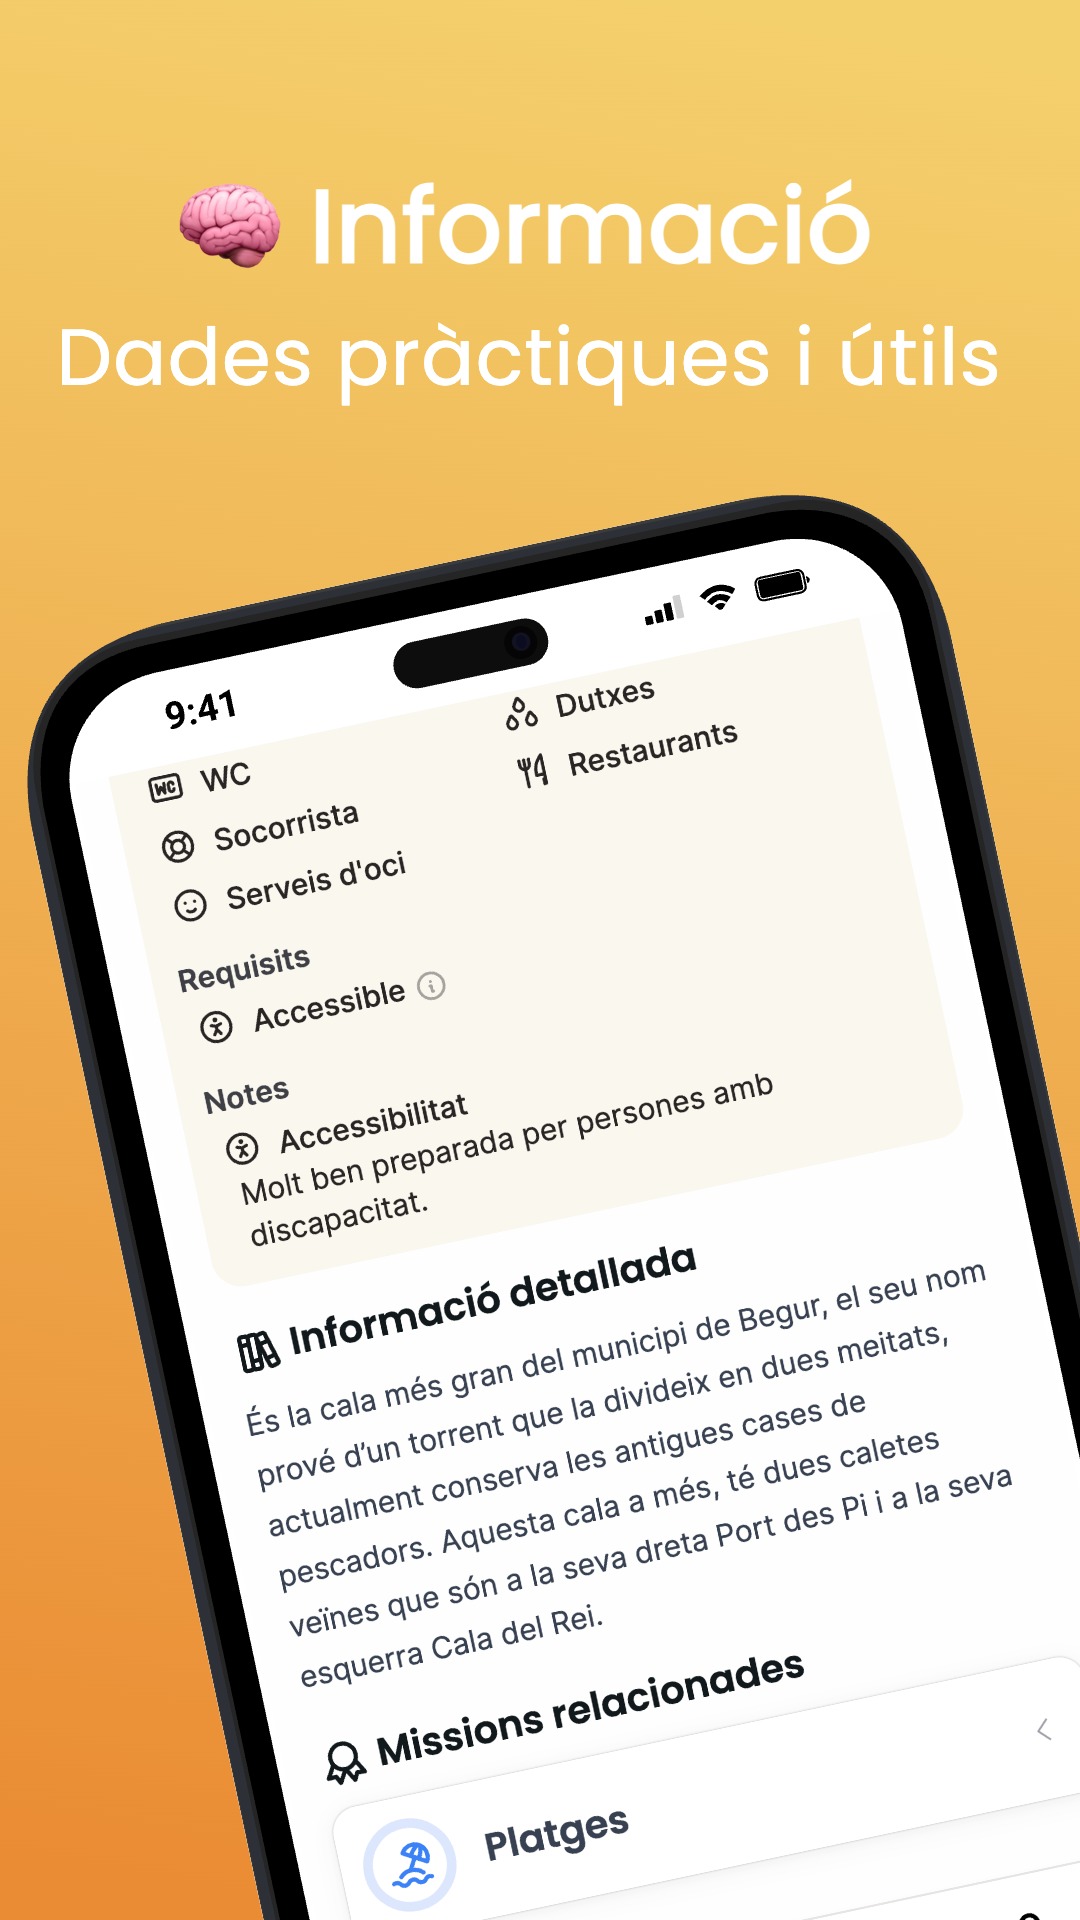 Informació
Dades pràctiques i útils
9:41
WC
Dutxes
Socorrista
Restaurants
Serveis d'oci
Requisits
Accessible
Notes
Accessibilitat
Molt ben preparada per persones amb
discapacitat.
Informació detallada
És la cala més gran del municipi de Begur, el seu nom
prové d’un torrent que la divideix en dues meitats,
actualment conserva les antigues cases de
pescadors. Aquesta cala a més, té dues caletes
veïnes que són a la seva dreta Port des Pi i a la seva
esquerra Cala del Rei.
Missions relacionades
Platges